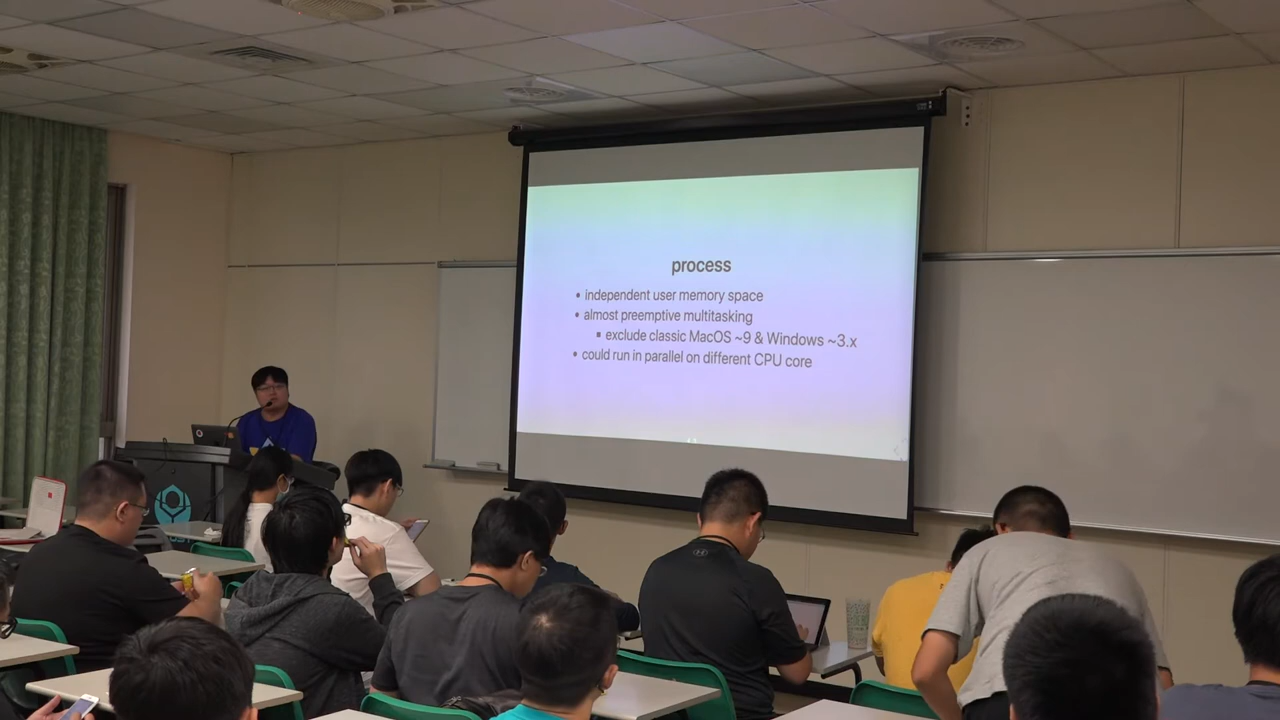 process
• independent user memory space
• almost preemptive multitasking
▪ exclude classic MacOS ~9 & Windows ~3.x
• could run in parallel on different CPU core